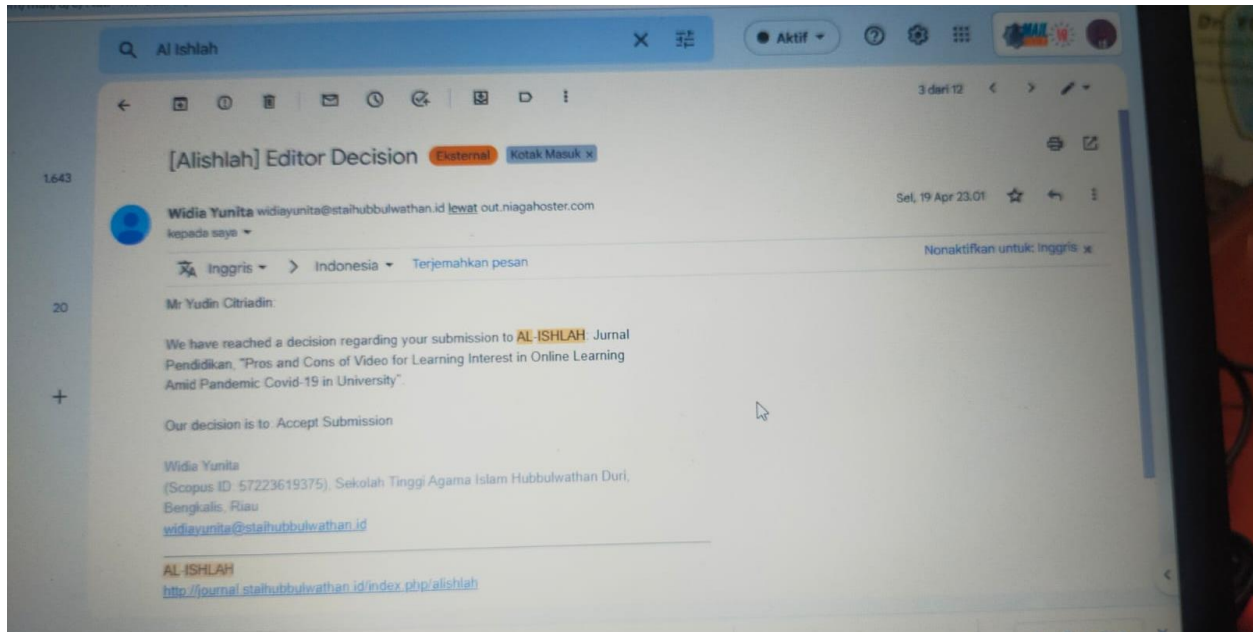 Al Ishlah
Aktif
3 dari 12
[Alishlah] Editor Decision Eksternal Kotak Masuk x
1.643
Widia Yunita widiayunita@staihubbulwathan.id lewat out.niagahoster.com
Sel, 19 Apr 23.01
kepada saya
Inggris > Indonesia Terjemahkan pesan
Nonaktifkan untuk: Inggris x
20
Mr Yudin Citriadin:
We have reached a decision regarding your submission to AL-ISHLAH: Jurnal
Pendidikan, "Pros and Cons of Video for Learning Interest in Online Learning
Amid Pandemic Covid-19 in University".
Our decision is to: Accept Submission
Widia Yunita
(Scopus ID: 57223619375), Sekolah Tinggi Agama Islam Hubbulwathan Duri,
Bengkalis, Riau
widiayunita@staihubbulwathan.id
AL-ISHLAH
http://journal.staihubbulwathan.id/index.php/alishlah